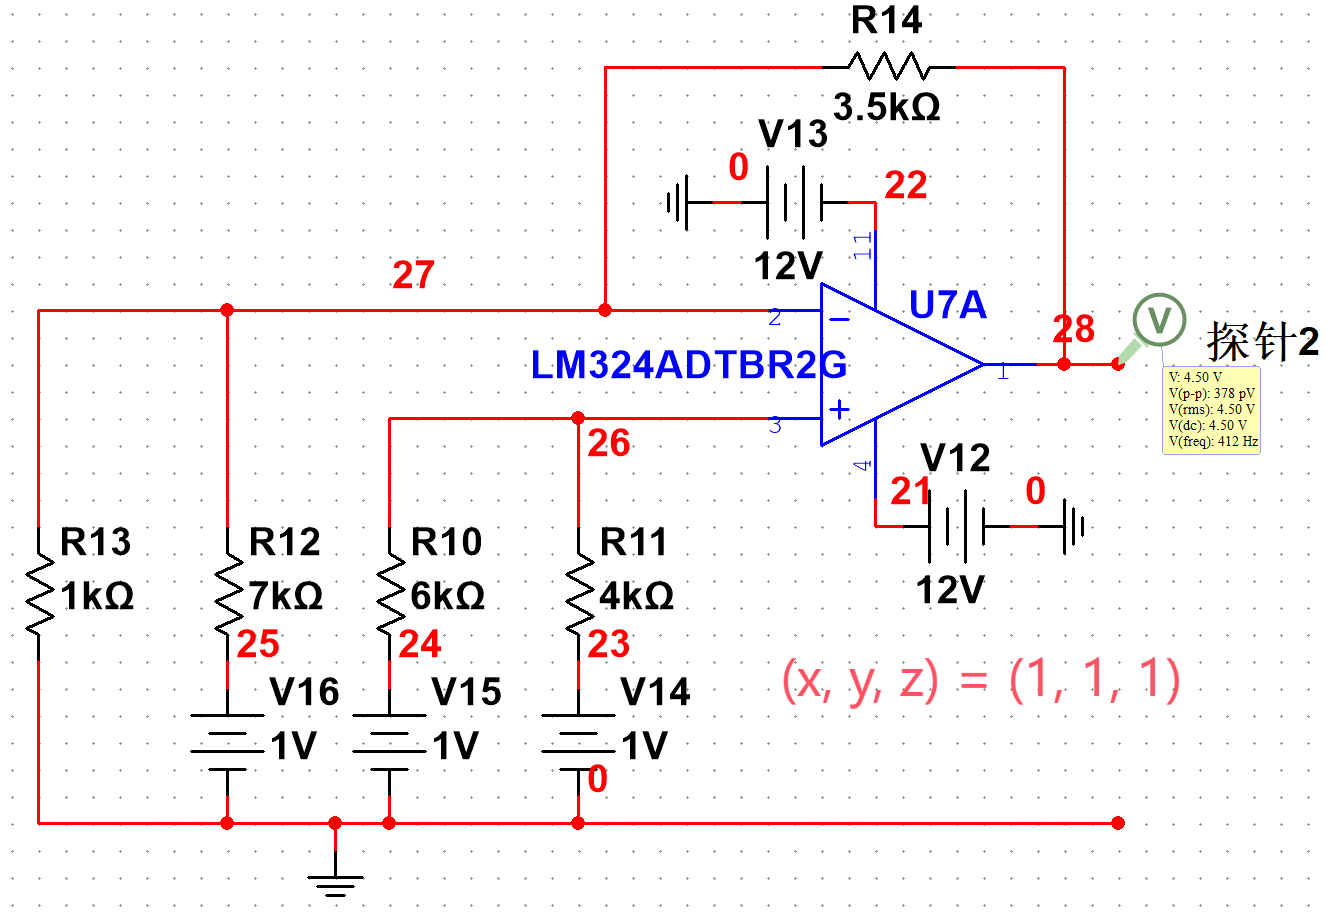 R14
3.5kΩ
V13
0
22
12V
11
27
2
U7A
28
探针2
LM324ADTBR2G
1
V: 4.50 V
V(p-p): 378 pV
V(rms): 4.50 V
V(dc): 4.50 V
V(freq): 412 Hz
3
26
4
V12
21
0
12V
R13
1kΩ
R12
7kΩ
R10
6kΩ
R11
4kΩ
25
24
23
V16
1V
V15
1V
V14
1V
0
(x, y, z) = (1, 1, 1)